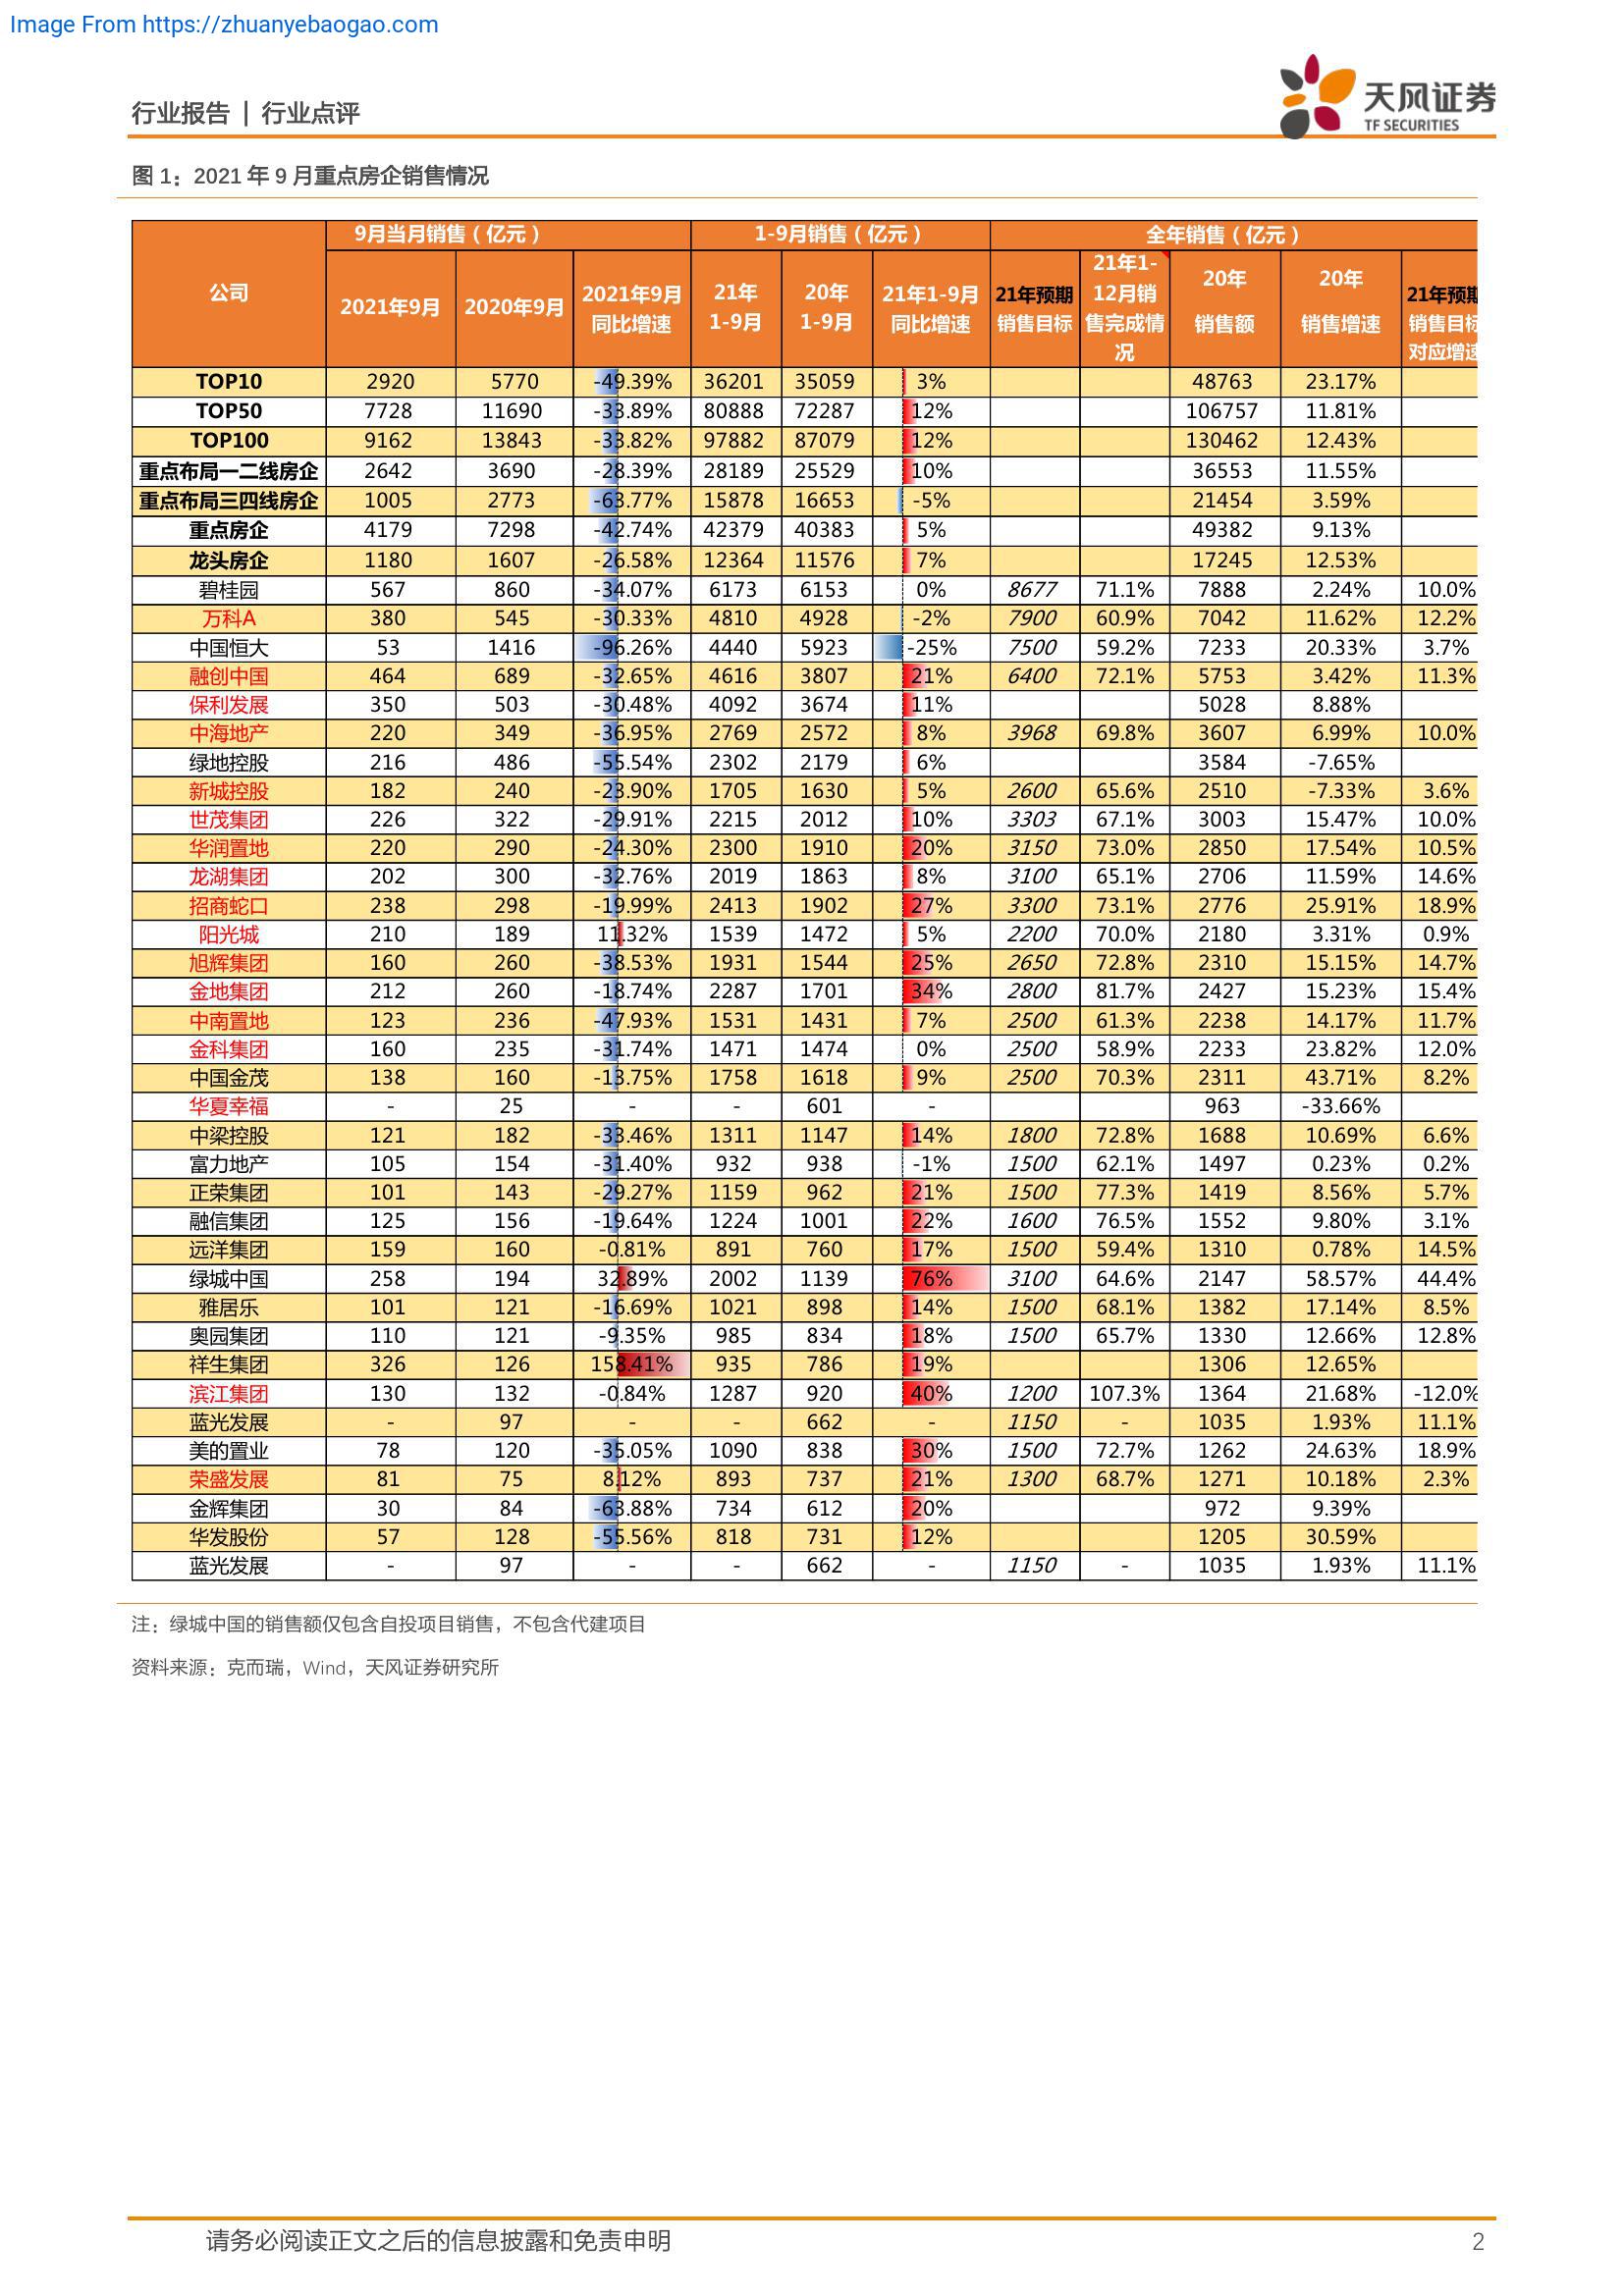 Image From https://zhuanyebaogao.com
行业报告 | 行业点评
天风证券
TF SECURITIES
图 1：2021 年 9 月重点房企销售情况
公司 9月当月销售（亿元） 1-9月销售（亿元） 全年销售（亿元）
2021年9月 2020年9月 2021年9月同比增速 21年1-9月 20年1-9月 21年1-9月同比增速 21年预期销售目标 21年1-12月销售完成情况 20年销售额 20年销售增速 21年预期销售目标对应增速
TOP10 2920 5770 -49.39% 36201 35059 3% 48763 23.17%
TOP50 7728 11690 -33.89% 80888 72287 12% 106757 11.81%
TOP100 9162 13843 -33.82% 97882 87079 12% 130462 12.43%
重点布局一二线房企 2642 3690 -28.39% 28189 25529 10% 36553 11.55%
重点布局三四线房企 1005 2773 -63.77% 15878 16653 -5% 21454 3.59%
重点房企 4179 7298 -42.74% 42379 40383 5% 49382 9.13%
龙头房企 1180 1607 -26.58% 12364 11576 7% 17245 12.53%
碧桂园 567 860 -34.07% 6173 6153 0% 8677 71.1% 7888 2.24% 10.0%
万科A 380 545 -30.33% 4810 4928 -2% 7900 60.9% 7042 11.62% 12.2%
中国恒大 53 1416 -96.26% 4440 5923 -25% 7500 59.2% 7233 20.33% 3.7%
融创中国 464 689 -32.65% 4616 3807 21% 6400 72.1% 5753 3.42% 11.3%
保利发展 350 503 -30.48% 4092 3674 11% 5028 8.88%
中海地产 220 349 -36.95% 2769 2572 8% 3968 69.8% 3607 6.99% 10.0%
绿地控股 216 486 -55.54% 2302 2179 6% 3584 -7.65%
新城控股 182 240 -23.90% 1705 1630 5% 2600 65.6% 2510 -7.33% 3.6%
世茂集团 226 322 -29.91% 2215 2012 10% 3303 67.1% 3003 15.47% 10.0%
华润置地 220 290 -24.30% 2300 1910 20% 3150 73.0% 2850 17.54% 10.5%
龙湖集团 202 300 -32.76% 2019 1863 8% 3100 65.1% 2706 11.59% 14.6%
招商蛇口 238 298 -19.99% 2413 1902 27% 3300 73.1% 2776 25.91% 18.9%
阳光城 210 189 11.32% 1539 1472 5% 2200 70.0% 2180 3.31% 0.9%
旭辉集团 160 260 -38.53% 1931 1544 25% 2650 72.8% 2310 15.15% 14.7%
金地集团 212 260 -18.74% 2287 1701 34% 2800 81.7% 2427 15.23% 15.4%
中南置地 123 236 -47.93% 1531 1431 7% 2500 61.3% 2238 14.17% 11.7%
金科集团 160 235 -31.74% 1471 1474 0% 2500 58.9% 2233 23.82% 12.0%
中国金茂 138 160 -13.75% 1758 1618 9% 2500 70.3% 2311 43.71% 8.2%
华夏幸福 - 25 - - 601 - 963 -33.66%
中梁控股 121 182 -33.46% 1311 1147 14% 1800 72.8% 1688 10.69% 6.6%
富力地产 105 154 -31.40% 932 938 -1% 1500 62.1% 1497 0.23% 0.2%
正荣集团 101 143 -29.27% 1159 962 21% 1500 77.3% 1419 8.56% 5.7%
融信集团 125 156 -19.64% 1224 1001 22% 1600 76.5% 1552 9.80% 3.1%
远洋集团 159 160 -0.81% 891 760 17% 1500 59.4% 1310 0.78% 14.5%
绿城中国 258 194 32.89% 2002 1139 76% 3100 64.6% 2147 58.57% 44.4%
雅居乐 101 121 -16.69% 1021 898 14% 1500 68.1% 1382 17.14% 8.5%
奥园集团 110 121 -9.35% 985 834 18% 1500 65.7% 1330 12.66% 12.8%
祥生集团 326 126 158.41% 935 786 19% 1306 12.65%
滨江集团 130 132 -0.84% 1287 920 40% 1200 107.3% 1364 21.68% -12.0%
蓝光发展 - 97 - - 662 - 1150 - 1035 1.93% 11.1%
美的置业 78 120 -35.05% 1090 838 30% 1500 72.7% 1262 24.63% 18.9%
荣盛发展 81 75 8.12% 893 737 21% 1300 68.7% 1271 10.18% 2.3%
金辉集团 30 84 -63.88% 734 612 20% 972 9.39%
华发股份 57 128 -55.56% 818 731 12% 1205 30.59%
蓝光发展 - 97 - - 662 - 1150 - 1035 1.93% 11.1%
注：绿城中国的销售额仅包含自投项目销售，不包含代建项目
资料来源：克而瑞，Wind，天风证券研究所
请务必阅读正文之后的信息披露和免责申明 2